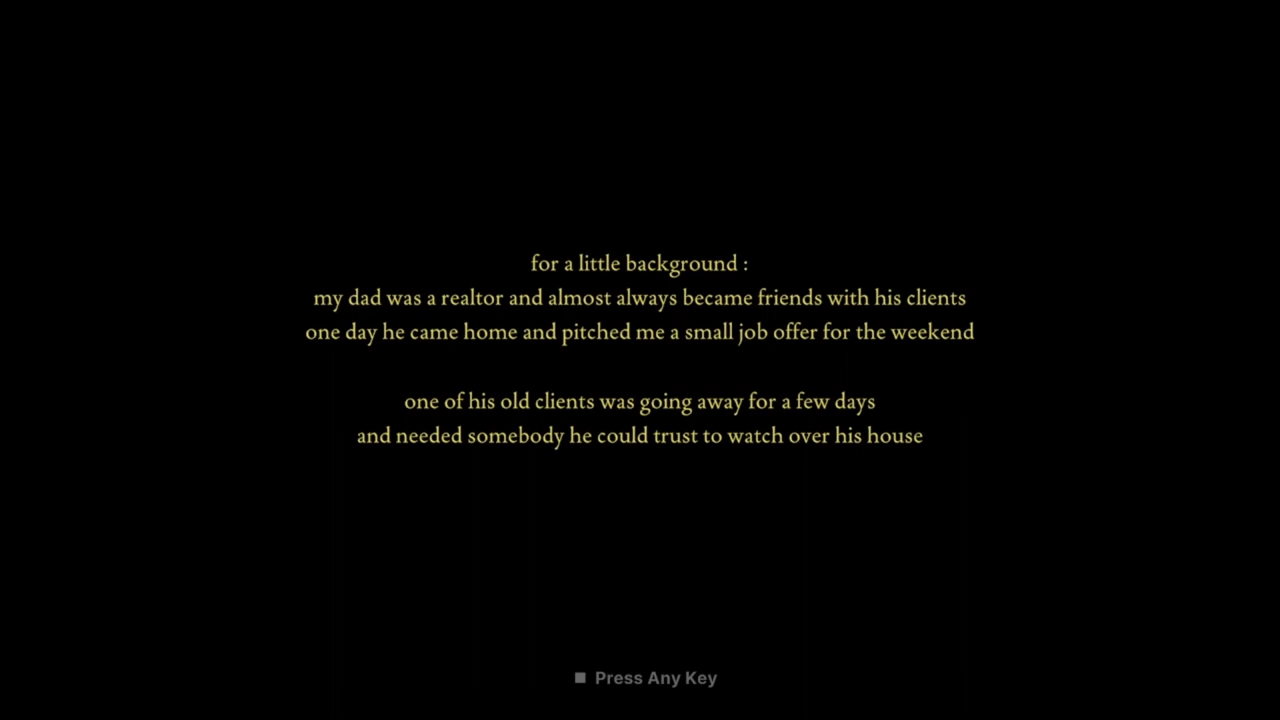 for a little background :
my dad was a realtor and almost always became friends with his clients
one day he came home and pitched me a small job offer for the weekend
one of his old clients was going away for a few days
and needed somebody he could trust to watch over his house
Press Any Key